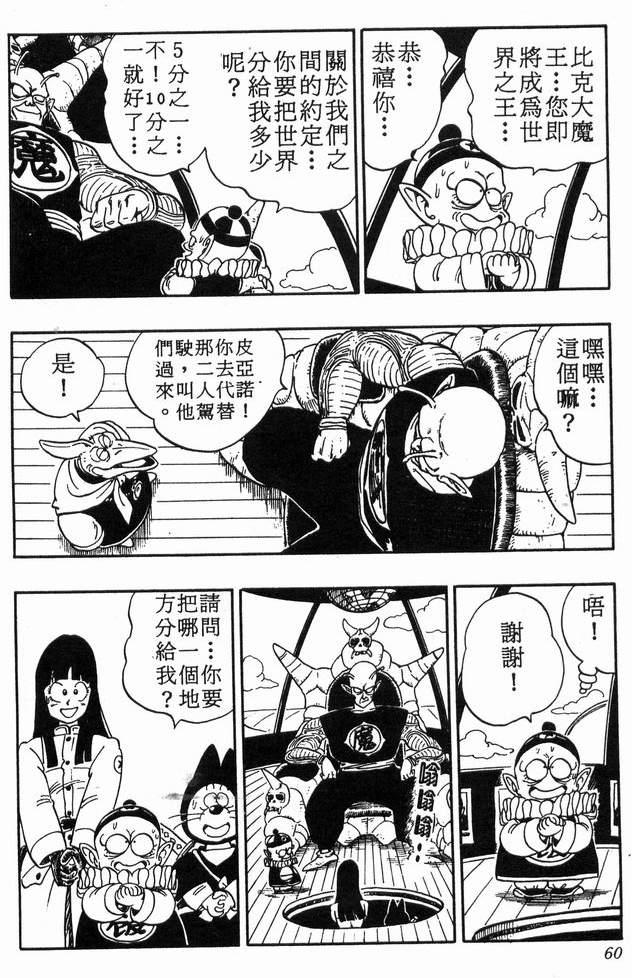 比克大魔
王⋯您即
將成爲世
界之王⋯
恭⋯
恭禧你⋯
關於我們之
間的約定⋯
你要把世界
分給我多少
呢？
5分之一⋯
不！10分之
一就好了⋯
魔
嘿嘿⋯
這個嘛？
皮亞諾！
你去代替
那二人駕
駛，叫他
們過來。
是！
唔！
謝謝！
魔
嗡嗡嗡⋯
請問⋯你要
把哪一個地
方分給我？
60